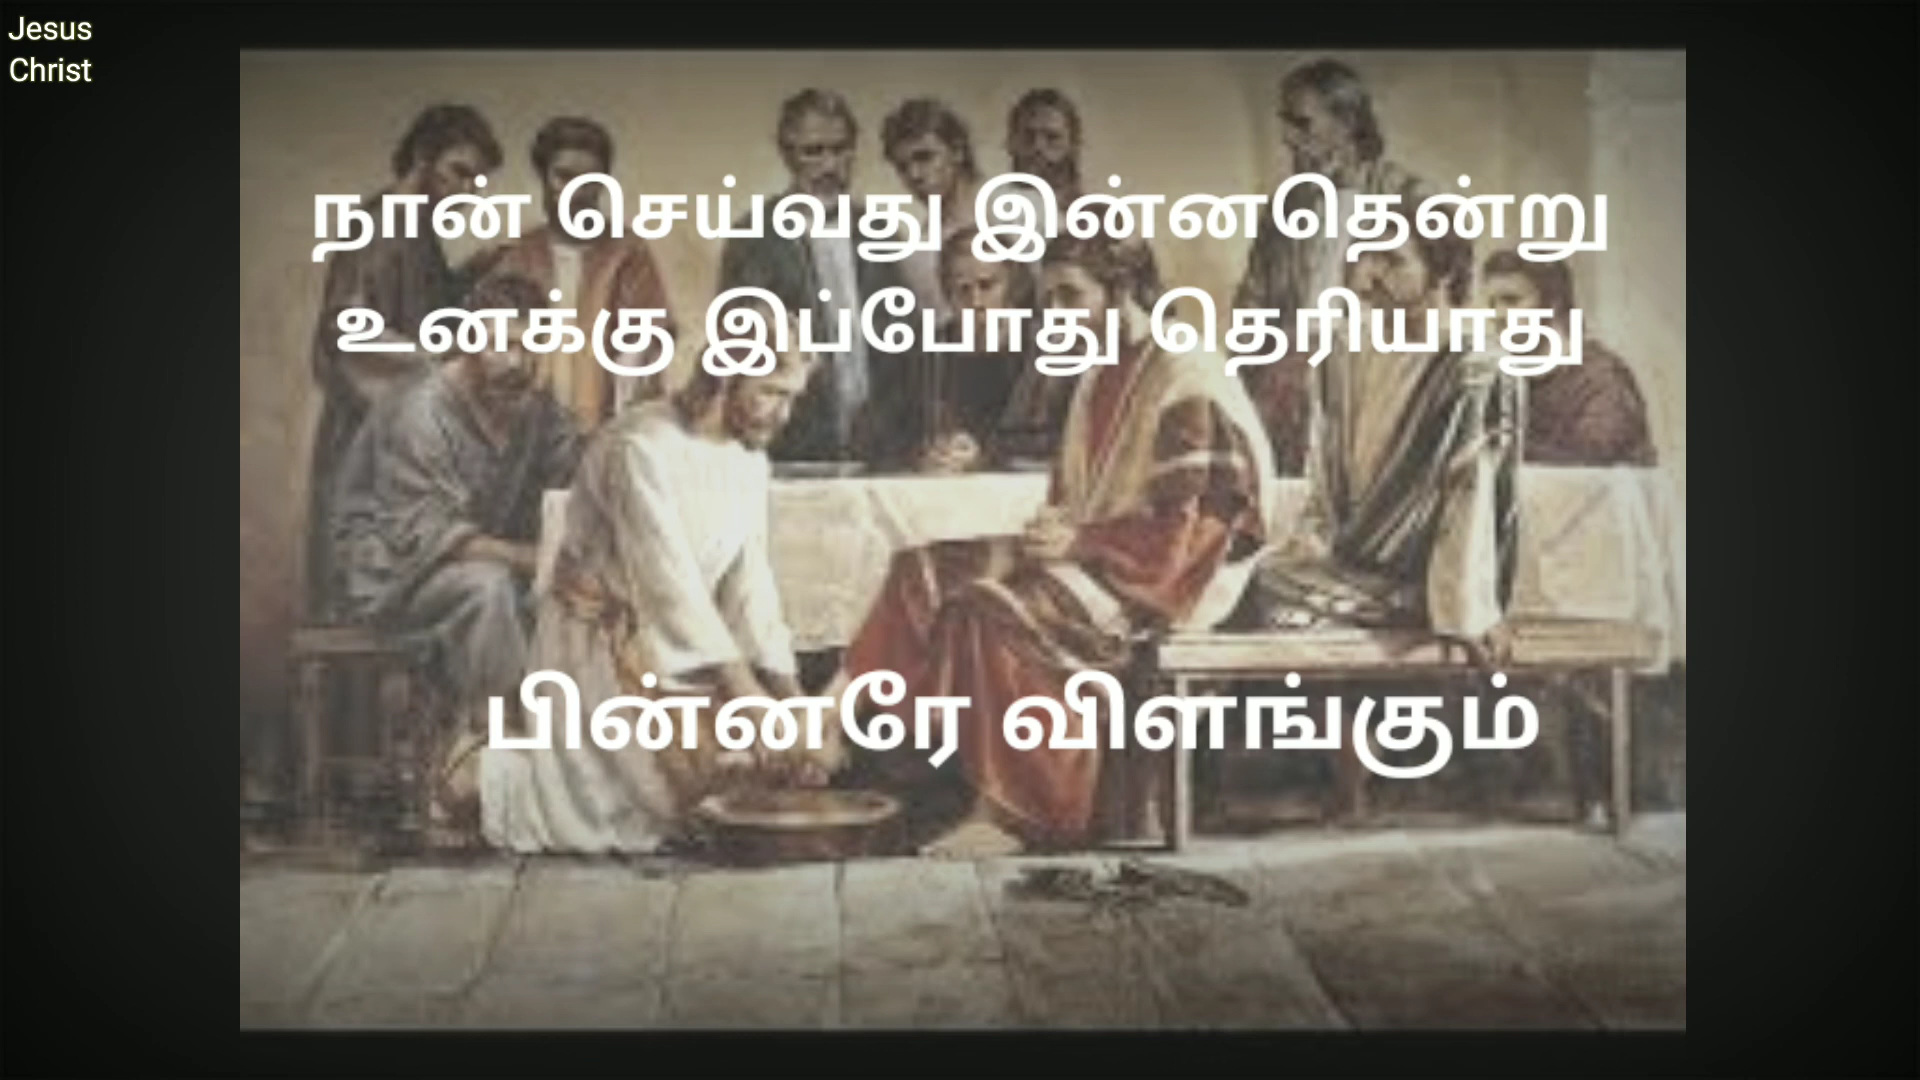 Jesus
Christ
நான் செய்வது இன்னதென்று
உனக்கு இப்போது தெரியாது
பின்னரே விளங்கும்